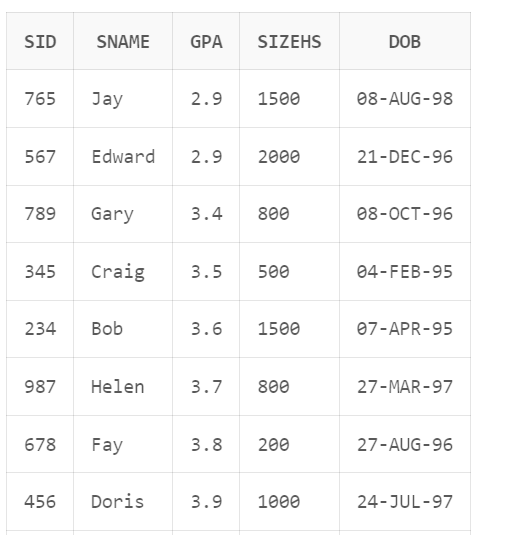 SID SNAME GPA SIZEHS DOB
765 Jay 2.9 1500 08-AUG-98
567 Edward 2.9 2000 21-DEC-96
789 Gary 3.4 800 08-OCT-96
345 Craig 3.5 500 04-FEB-95
234 Bob 3.6 1500 07-APR-95
987 Helen 3.7 800 27-MAR-97
678 Fay 3.8 200 27-AUG-96
456 Doris 3.9 1000 24-JUL-97